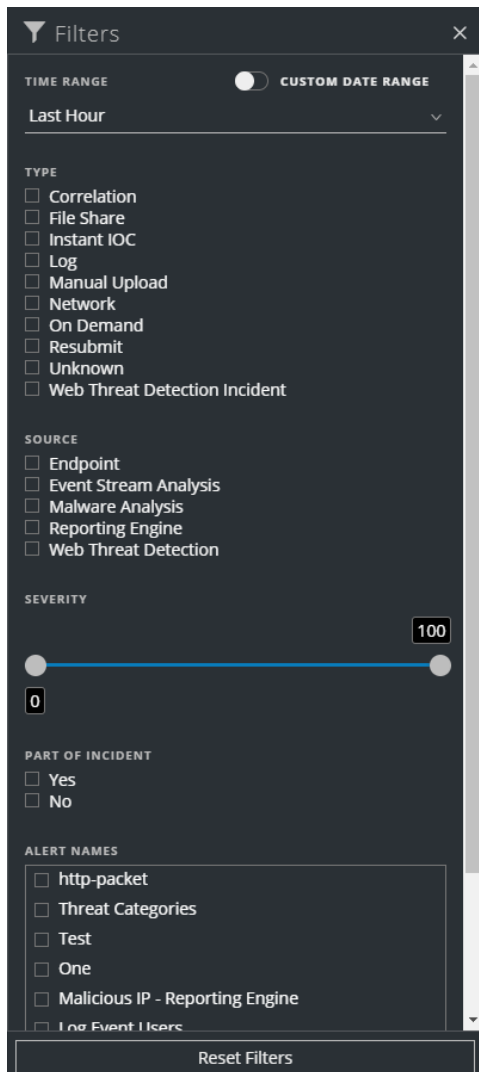 Filters
TIME RANGE
CUSTOM DATE RANGE
Last Hour
TYPE
Correlation
File Share
Instant IOC
Log
Manual Upload
Network
On Demand
Resubmit
Unknown
Web Threat Detection Incident
SOURCE
Endpoint
Event Stream Analysis
Malware Analysis
Reporting Engine
Web Threat Detection
SEVERITY
100
0
PART OF INCIDENT
Yes
No
ALERT NAMES
http-packet
Threat Categories
Test
One
Malicious IP - Reporting Engine
Log Event Users
Reset Filters